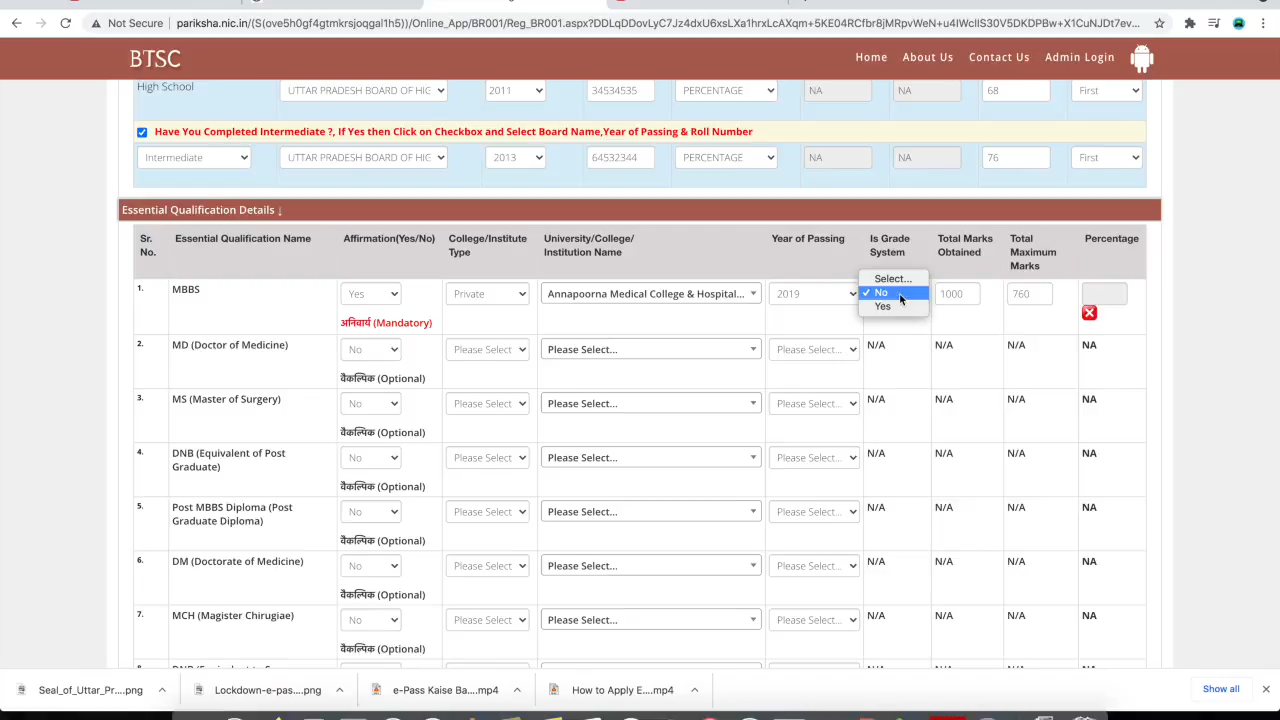 Not Secure pariksha.nic.in/(S(ove5h0gf4gtmkrsjoqgal1h5))/Online_App/BR001/Reg_BR001.aspx?
BTSC Home About Us Contact Us Admin Login
High School UTTAR PRADESH BOARD OF HIG 2011 34534535 PERCENTAGE NA NA 68 First
Have You Completed Intermediate ?, If Yes then Click on Checkbox and Select Board Name,Year of Passing & Roll Number
Intermediate UTTAR PRADESH BOARD OF HIG 2013 64532344 PERCENTAGE NA NA 76 First
Essential Qualification Details ↓
Sr. No. Essential Qualification Name Affirmation(Yes/No) College/Institute Type University/College/ Institution Name Year of Passing Is Grade System Total Marks Obtained Total Maximum Marks Percentage
Select...
1. MBBS Yes Private Annapoorna Medical College & Hospital... 2019 No 1000 760
Yes
अनिवार्य (Mandatory)
2. MD (Doctor of Medicine) No Please Select Please Select... Please Select... N/A N/A N/A NA
वैकल्पिक (Optional)
3. MS (Master of Surgery) No Please Select Please Select... Please Select... N/A N/A N/A NA
वैकल्पिक (Optional)
4. DNB (Equivalent of Post Graduate) No Please Select Please Select... Please Select... N/A N/A N/A NA
वैकल्पिक (Optional)
5. Post MBBS Diploma (Post Graduate Diploma) No Please Select Please Select... Please Select... N/A N/A N/A NA
वैकल्पिक (Optional)
6. DM (Doctorate of Medicine) No Please Select Please Select... Please Select... N/A N/A N/A NA
वैकल्पिक (Optional)
7. MCH (Magister Chirugiae) No Please Select Please Select... Please Select... N/A N/A N/A NA
वैकल्पिक (Optional)
Seal_of_Uttar_Pr....png Lockdown-e-pas....png e-Pass Kaise Ba....mp4 How to Apply E....mp4 Show all